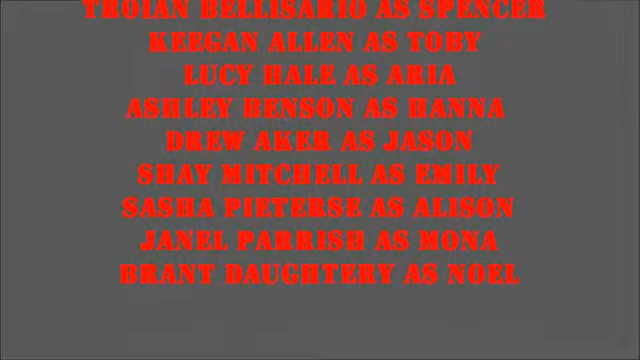 TROIAN BELLISARIO AS SPENCER
KEEGAN ALLEN AS TOBY
LUCY HALE AS ARIA
ASHLEY BENSON AS HANNA
DREW AKER AS JASON
SHAY MITCHELL AS EMILY
SASHA PIETERSE AS ALISON
JANEL PARRISH AS MONA
BRANT DAUGHTERY AS NOEL